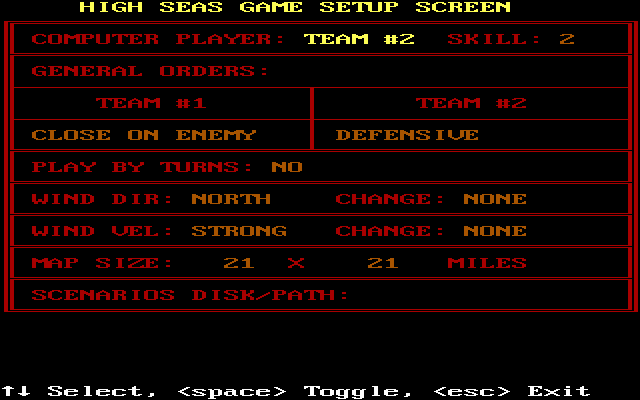 HIGH SEAS GAME SETUP SCREEN
COMPUTER PLAYER: TEAM #2 SKILL: 2
GENERAL ORDERS:
TEAM #1 TEAM #2
CLOSE ON ENEMY DEFENSIVE
PLAY BY TURNS: NO
WIND DIR: NORTH CHANGE: NONE
WIND VEL: STRONG CHANGE: NONE
MAP SIZE: 21 X 21 MILES
SCENARIOS DISK/PATH:
↑↓ Select, <space> Toggle, <esc> Exit